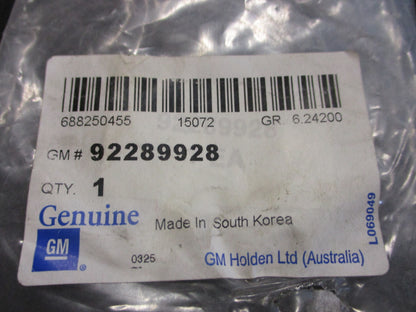 688250455 15072 GR. 6.24200
GM # 92289928
QTY. 1
Genuine Made In South Korea
GM ®
0325 GM Holden Ltd (Australia)
L069049